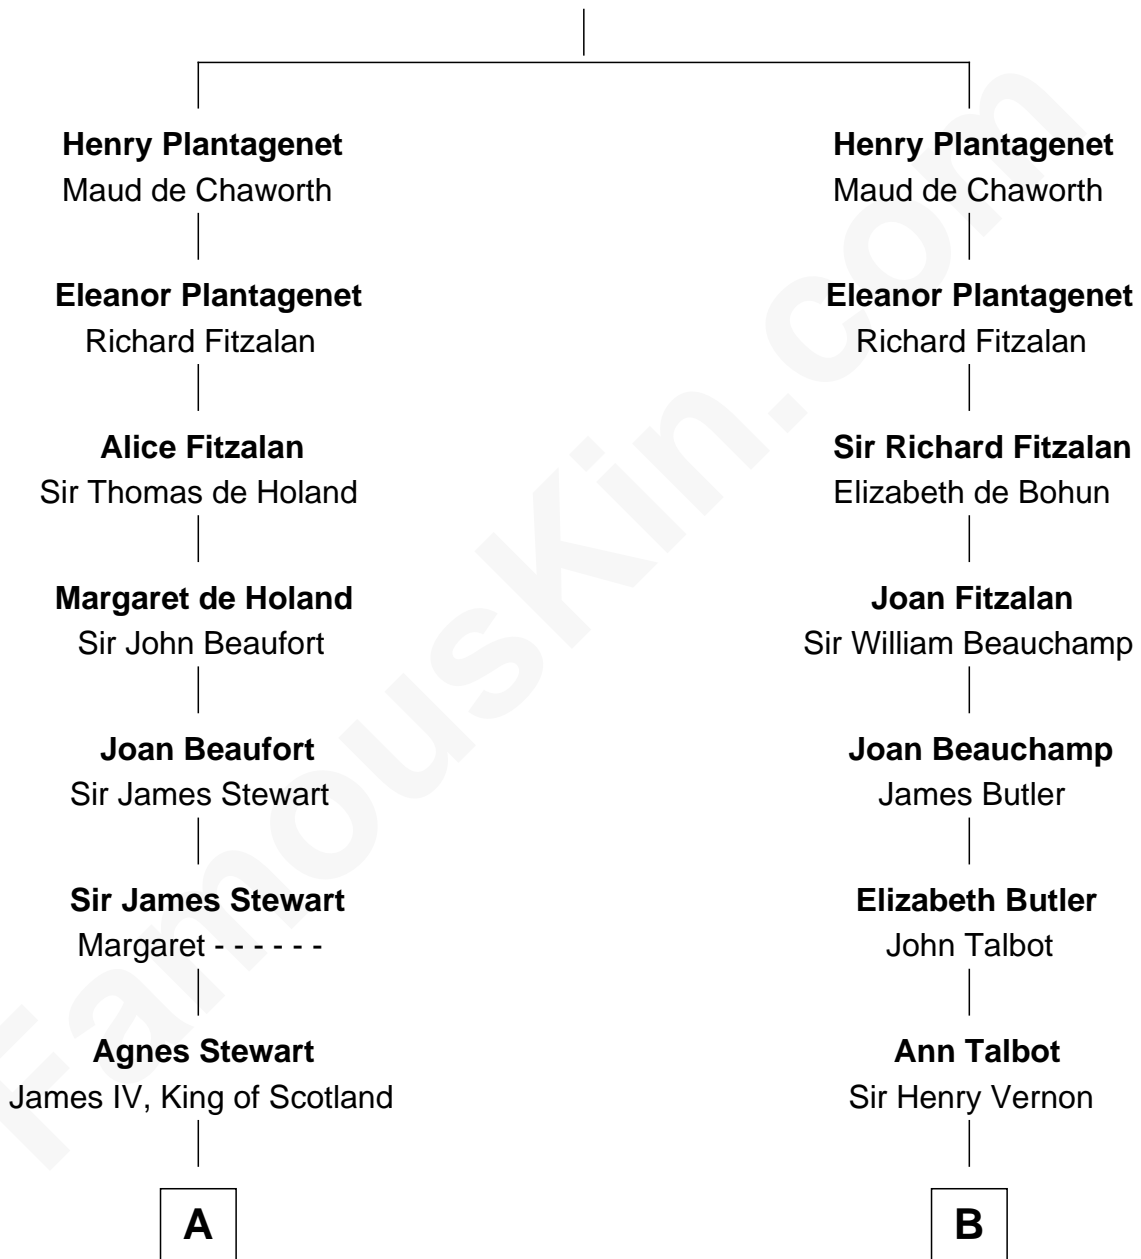 Henry Plantagenet
Maud de Chaworth
Eleanor Plantagenet
Richard Fitzalan
Alice Fitzalan
Sir Thomas de Holand
Margaret de Holand
Sir John Beaufort
Joan Beaufort
Sir James Stewart
Sir James Stewart
Margaret - - - - - -
Agnes Stewart
James IV, King of Scotland
A
Henry Plantagenet
Maud de Chaworth
Eleanor Plantagenet
Richard Fitzalan
Sir Richard Fitzalan
Elizabeth de Bohun
Joan Fitzalan
Sir William Beauchamp
Joan Beauchamp
James Butler
Elizabeth Butler
John Talbot
Ann Talbot
Sir Henry Vernon
B
FamousKin.com